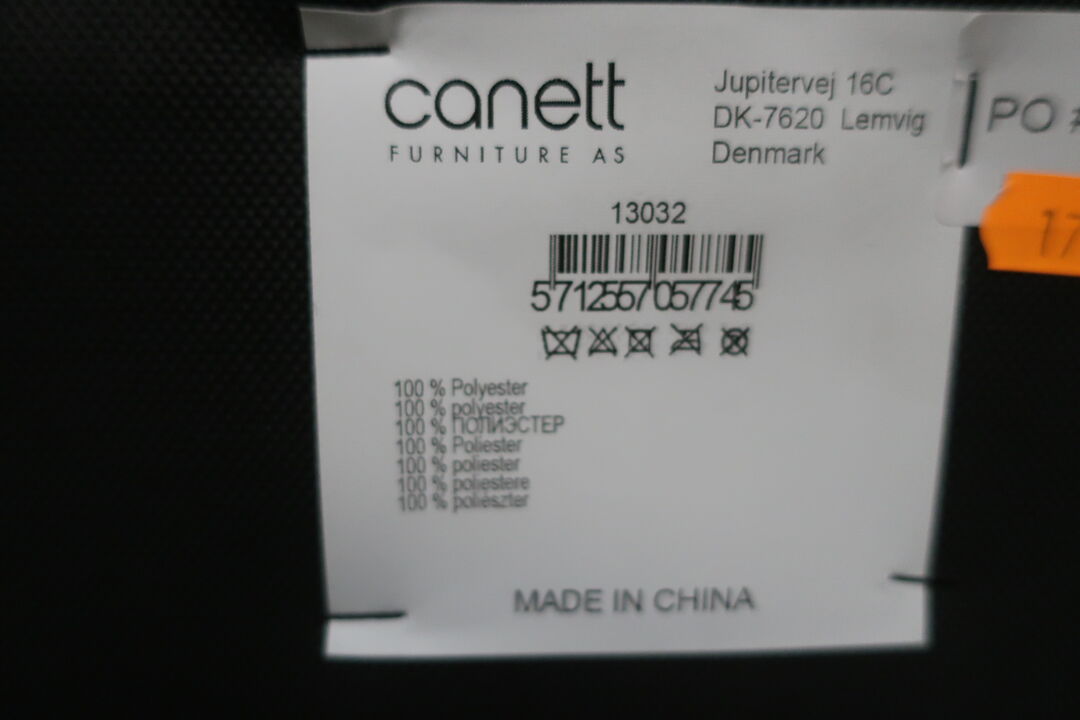 canett
FURNITURE AS
Jupitervej 16C
DK-7620 Lemvig
Denmark
PO #
17
13032
5712557057745
100 % Polyester
100 % polyester
100 % ПОЛИЭСТЕР
100 % Poliester
100 % poliester
100 % poliestere
100 % poliészter
MADE IN CHINA